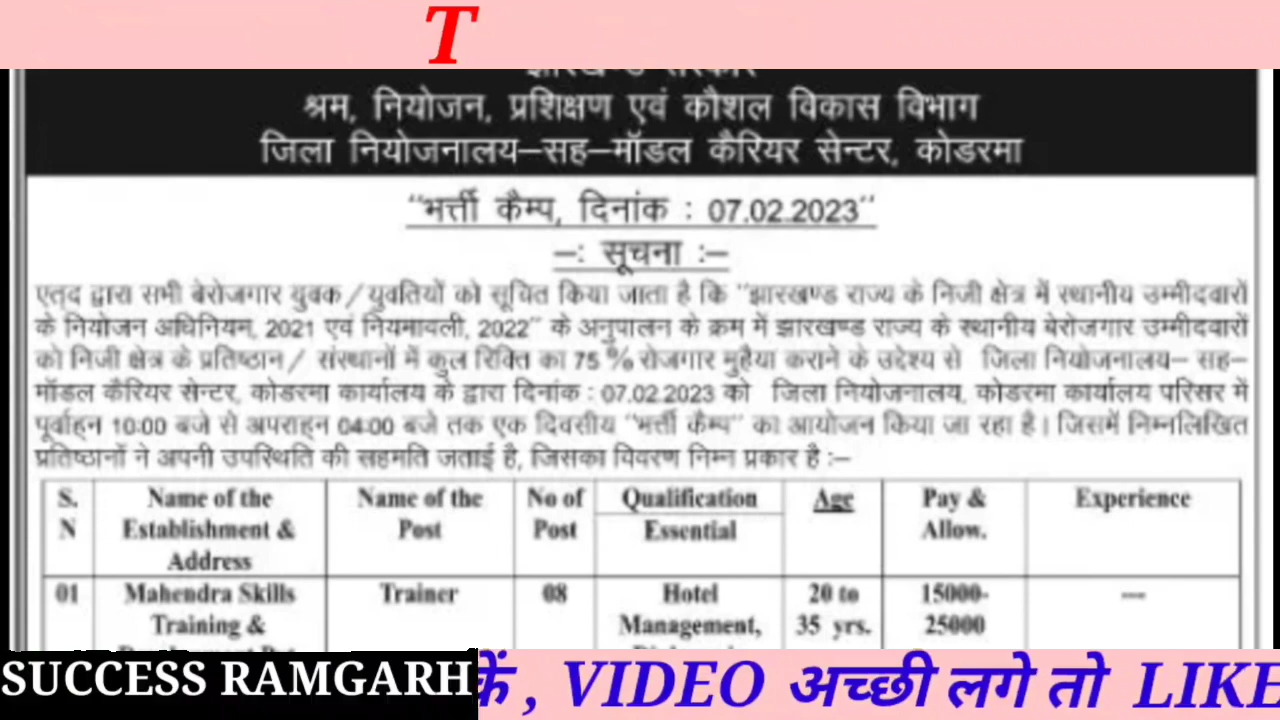 T
झारखण्ड सरकार
श्रम, नियोजन, प्रशिक्षण एवं कौशल विकास विभाग
जिला नियोजनालय–सह–मॉडल कैरियर सेन्टर, कोडरमा
“भर्त्ती कैम्प, दिनांक : 07.02.2023”
–: सूचना :–
एतद् द्वारा सभी बेरोजगार युवक/युवतियों को सूचित किया जाता है कि “झारखण्ड राज्य के निजी क्षेत्र में स्थानीय उम्मीदवारों
के नियोजन अधिनियम, 2021 एवं नियमावली, 2022” के अनुपालन के क्रम में झारखण्ड राज्य के स्थानीय बेरोजगार उम्मीदवारों
को निजी क्षेत्र के प्रतिष्ठान/ संस्थानों में कुल रिक्ति का 75 % रोजगार मुहैया कराने के उद्देश्य से जिला नियोजनालय– सह–
मॉडल कैरियर सेन्टर, कोडरमा कार्यालय के द्वारा दिनांक : 07.02.2023 को जिला नियोजनालय, कोडरमा कार्यालय परिसर में
पूर्वाहन 10:00 बजे से अपराहन 04:00 बजे तक एक दिवसीय “भर्त्ती कैम्प” का आयोजन किया जा रहा है। जिसमें निम्नलिखित
प्रतिष्ठानों ने अपनी उपस्थिति की सहमति जताई है, जिसका विवरण निम्न प्रकार है :–
S. Name of the Name of the No of Qualification Age Pay & Experience
N Establishment & Post Post Essential Allow.
Address
01 Mahendra Skills Trainer 08 Hotel 20 to 15000- ---
Training & Management, 35 yrs. 25000
SUCCESS RAMGARH कें , VIDEO अच्छी लगे तो LIKE